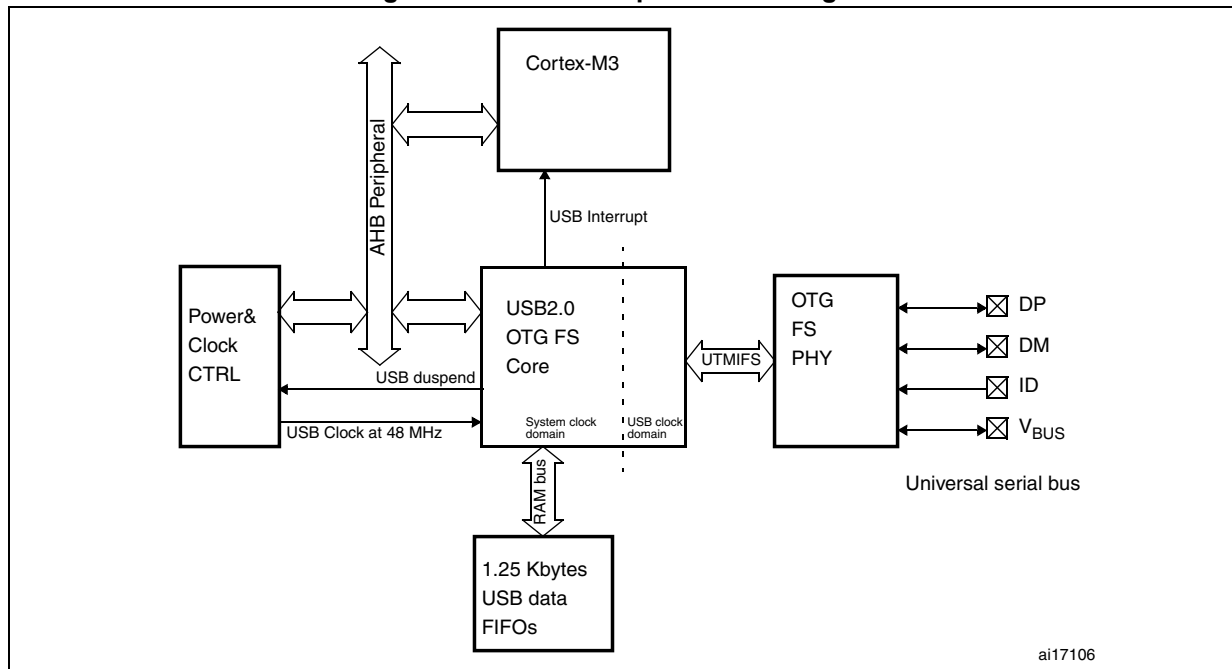 Cortex-M3
AHB Peripheral
USB Interrupt
Power&
Clock
CTRL
USB2.0
OTG FS
Core
UTMIFS
OTG
FS
PHY
DP
DM
ID
VBUS
USB duspend
USB Clock at 48 MHz
System clock
domain
USB clock
domain
Universal serial bus
RAM bus
1.25 Kbytes
USB data
FIFOs
ai17106